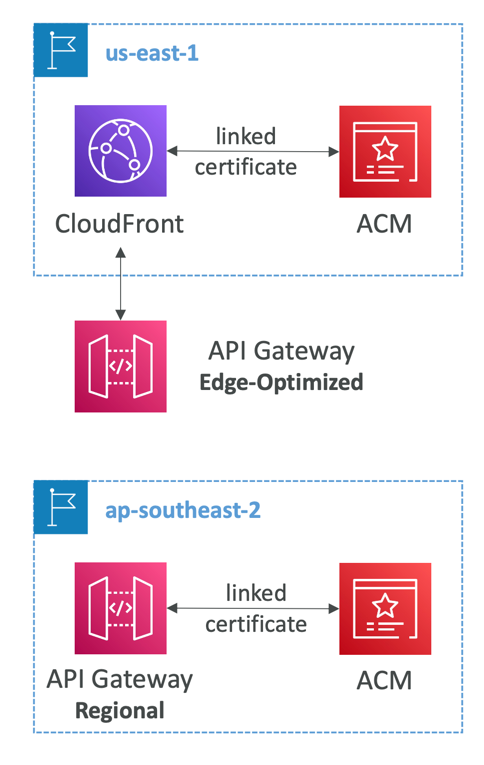 us-east-1
linked
certificate
CloudFront
ACM
</>
API Gateway
Edge-Optimized
ap-southeast-2
</>
linked
certificate
API Gateway
Regional
ACM